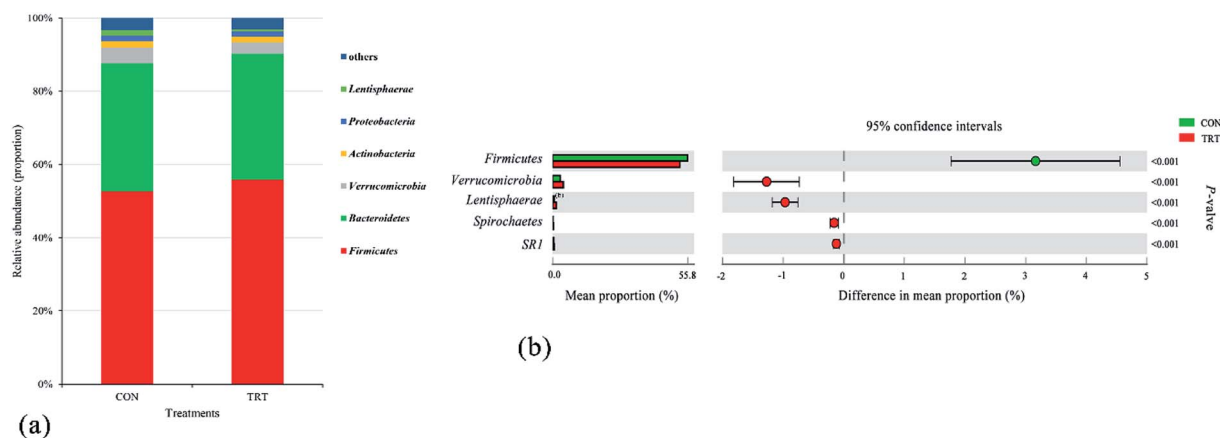 100%
80%
60%
40%
20%
0%
Relative abundance (proportion)
CON
TRT
Treatments
(a)
others
Lentisphaerae
Proteobacteria
Actinobacteria
Verrucomicrobia
Bacteroidetes
Firmicutes
95% confidence intervals
CON
TRT
Firmicutes
Verrucomicrobia
Lentisphaerae
Spirochaetes
SR1
<0.001
<0.001
<0.001
<0.001
<0.001
P-valve
0.0
55.8
Mean proportion (%)
-2
-1
0
1
2
3
4
5
Difference in mean proportion (%)
(b)